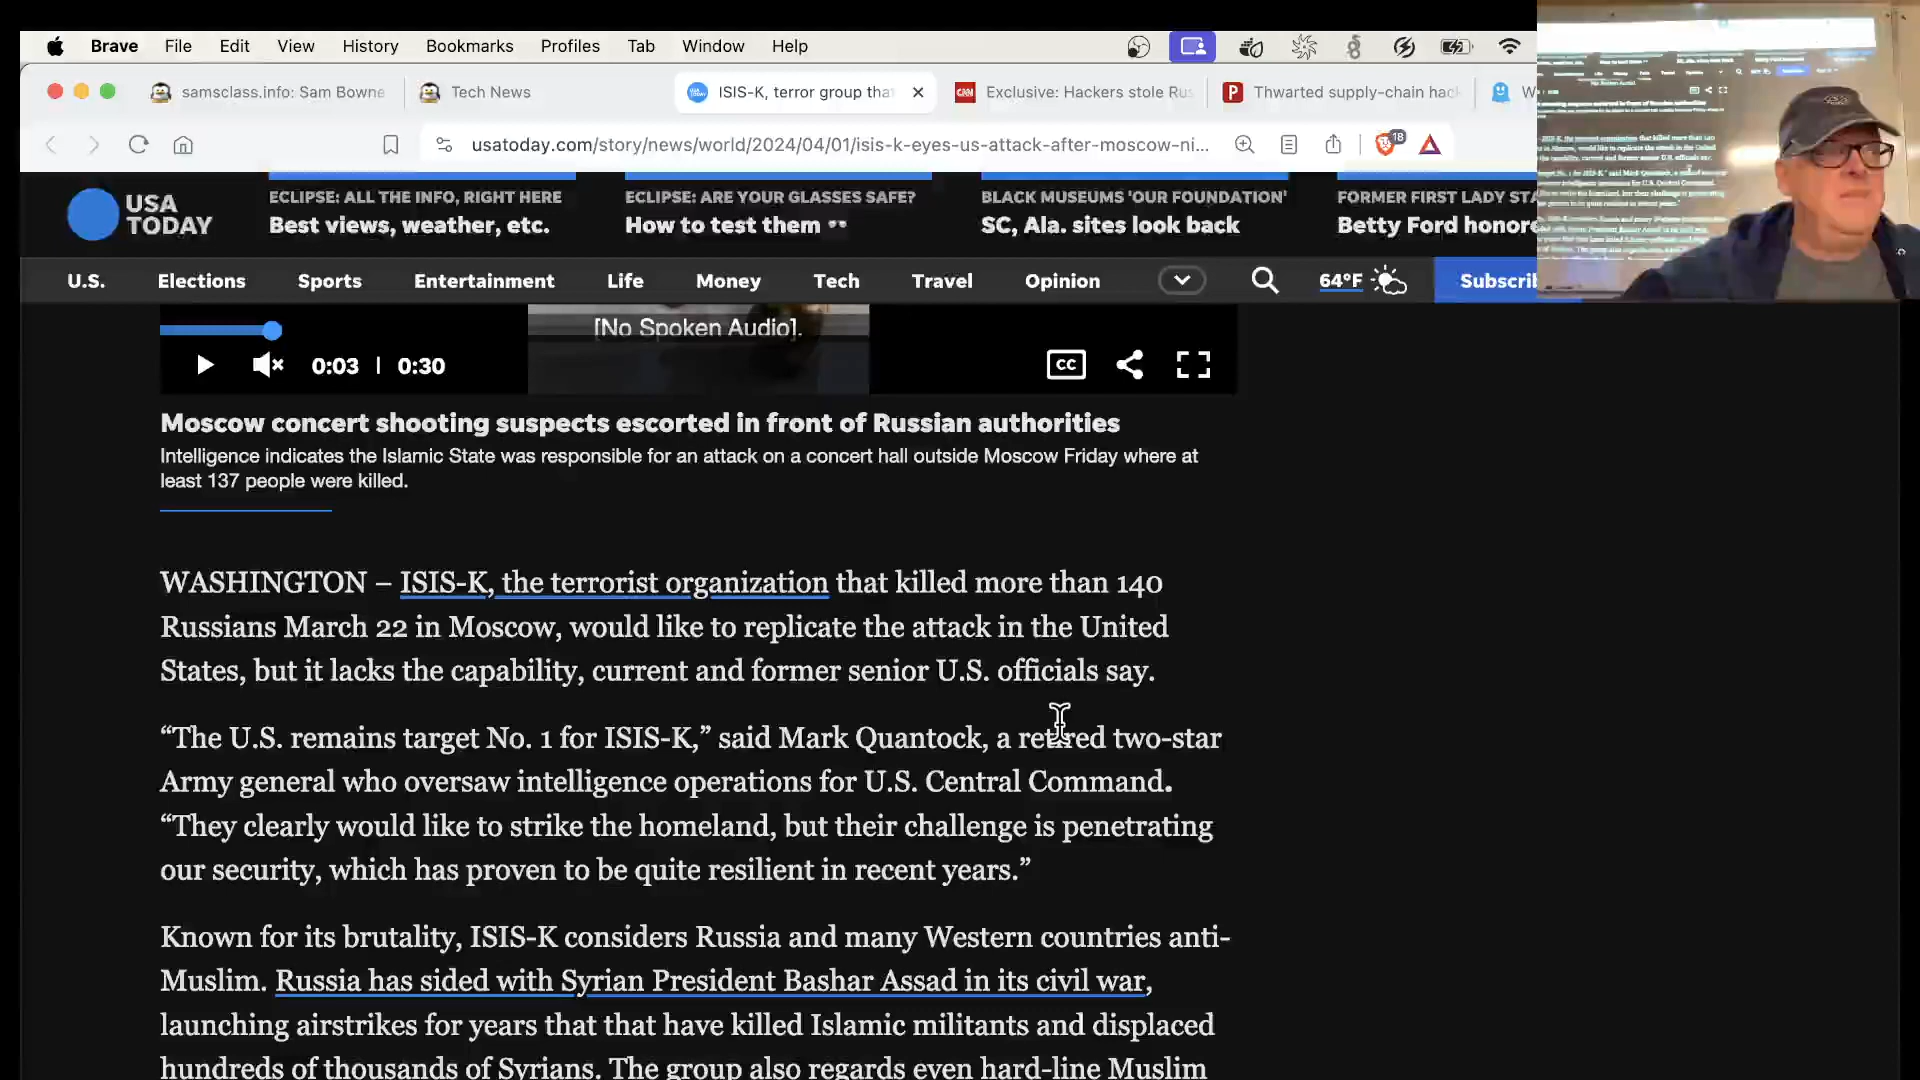 Brave File Edit View History Bookmarks Profiles Tab Window Help
samsclass.info: Sam Bowne
Tech News
ISIS-K, terror group tha
CNN Exclusive: Hackers stole Rus
P Thwarted supply-chain hac
W
usatoday.com/story/news/world/2024/04/01/isis-k-eyes-us-attack-after-moscow-ni...
18
USA
TODAY
ECLIPSE: ALL THE INFO, RIGHT HERE
Best views, weather, etc.
ECLIPSE: ARE YOUR GLASSES SAFE?
How to test them 👀
BLACK MUSEUMS 'OUR FOUNDATION'
SC, Ala. sites look back
FORMER FIRST LADY STA
Betty Ford honore
U.S. Elections Sports Entertainment Life Money Tech Travel Opinion 64°F Subscri
[No Spoken Audio].
0:03 | 0:30 CC
Moscow concert shooting suspects escorted in front of Russian authorities
Intelligence indicates the Islamic State was responsible for an attack on a concert hall outside Moscow Friday where at
least 137 people were killed.
WASHINGTON – ISIS-K, the terrorist organization that killed more than 140
Russians March 22 in Moscow, would like to replicate the attack in the United
States, but it lacks the capability, current and former senior U.S. officials say.
“The U.S. remains target No. 1 for ISIS-K,” said Mark Quantock, a retired two-star
Army general who oversaw intelligence operations for U.S. Central Command.
“They clearly would like to strike the homeland, but their challenge is penetrating
our security, which has proven to be quite resilient in recent years.”
Known for its brutality, ISIS-K considers Russia and many Western countries anti-
Muslim. Russia has sided with Syrian President Bashar Assad in its civil war,
launching airstrikes for years that that have killed Islamic militants and displaced
hundreds of thousands of Syrians. The group also regards even hard-line Muslim